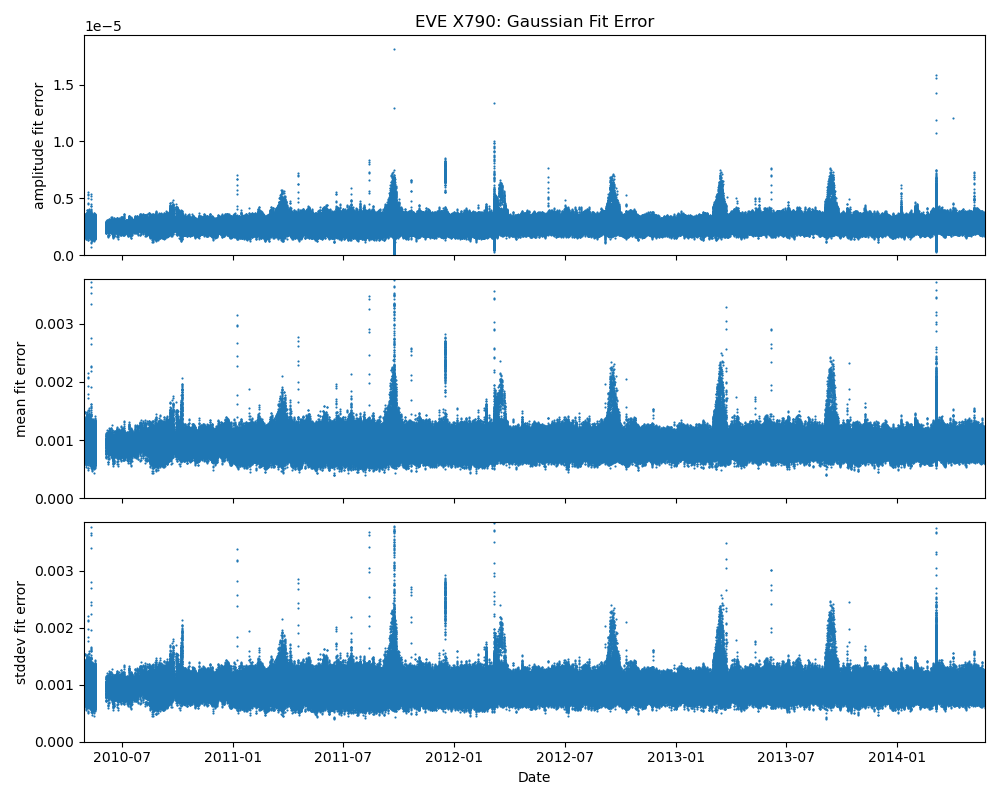 EVE X790: Gaussian Fit Error
1e−5
amplitude fit error
1.5
1.0
0.5
0.0
mean fit error
0.003
0.002
0.001
0.000
stddev fit error
0.003
0.002
0.001
0.000
2010-07 2011-01 2011-07 2012-01 2012-07 2013-01 2013-07 2014-01
Date